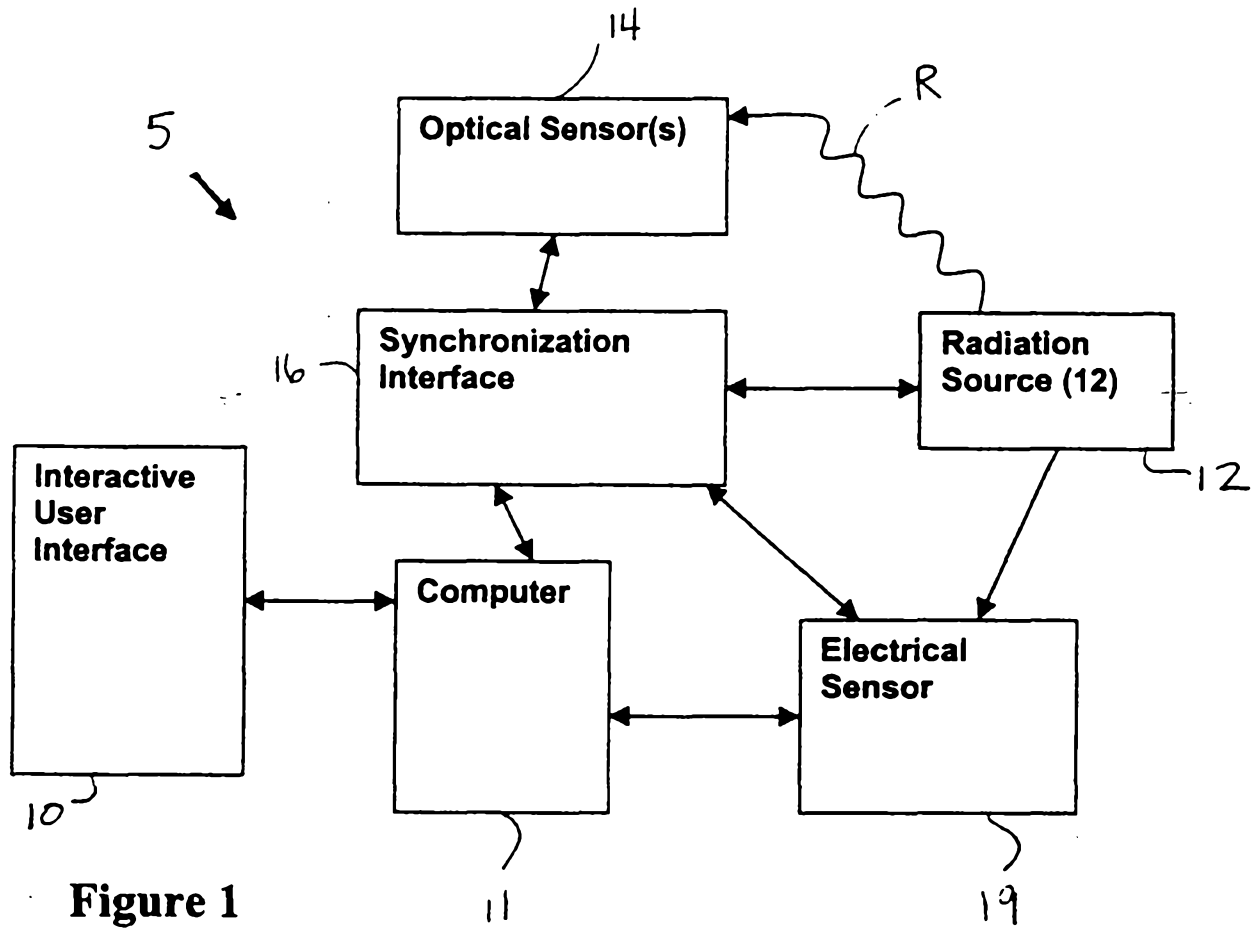 14
R
5
Optical Sensor(s)
16
Synchronization
Interface
Radiation
Source (12)
12
Interactive
User
Interface
Computer
Electrical
Sensor
10
11
19
Figure 1